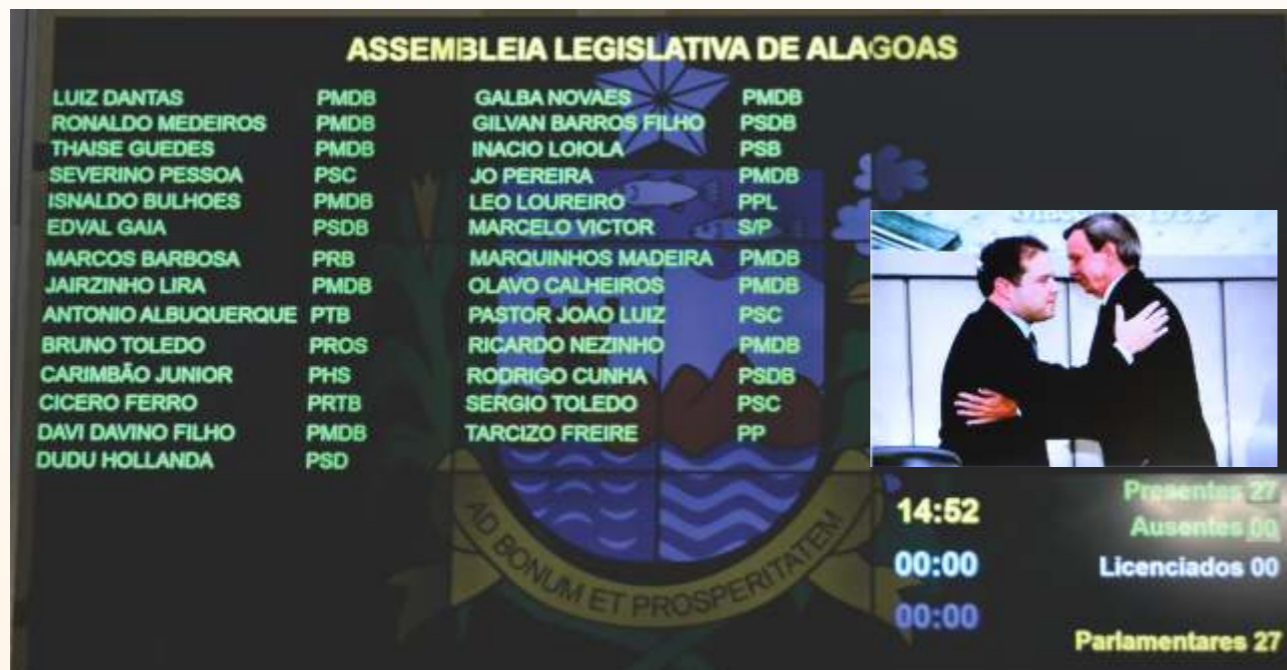 ASSEMBLEIA LEGISLATIVA DE ALAGOAS
LUIZ DANTAS PMDB
RONALDO MEDEIROS PMDB
THAISE GUEDES PMDB
SEVERINO PESSOA PSC
ISNALDO BULHOES PMDB
EDVAL GAIA PSDB
MARCOS BARBOSA PRB
JAIRZINHO LIRA PMDB
ANTONIO ALBUQUERQUE PTB
BRUNO TOLEDO PROS
CARIMBÃO JUNIOR PHS
CICERO FERRO PRTB
DAVI DAVINO FILHO PMDB
DUDU HOLLANDA PSD
GALBA NOVAES PMDB
GILVAN BARROS FILHO PSDB
INACIO LOIOLA PSB
JO PEREIRA PMDB
LEO LOUREIRO PPL
MARCELO VICTOR S/P
MARQUINHOS MADEIRA PMDB
OLAVO CALHEIROS PMDB
PASTOR JOAO LUIZ PSC
RICARDO NEZINHO PMDB
RODRIGO CUNHA PSDB
SERGIO TOLEDO PSC
TARCIZO FREIRE PP
AD BONUM ET PROSPERITATEM
14:52
00:00
00:00
Presentes 27
Ausentes 00
Licenciados 00
Parlamentares 27